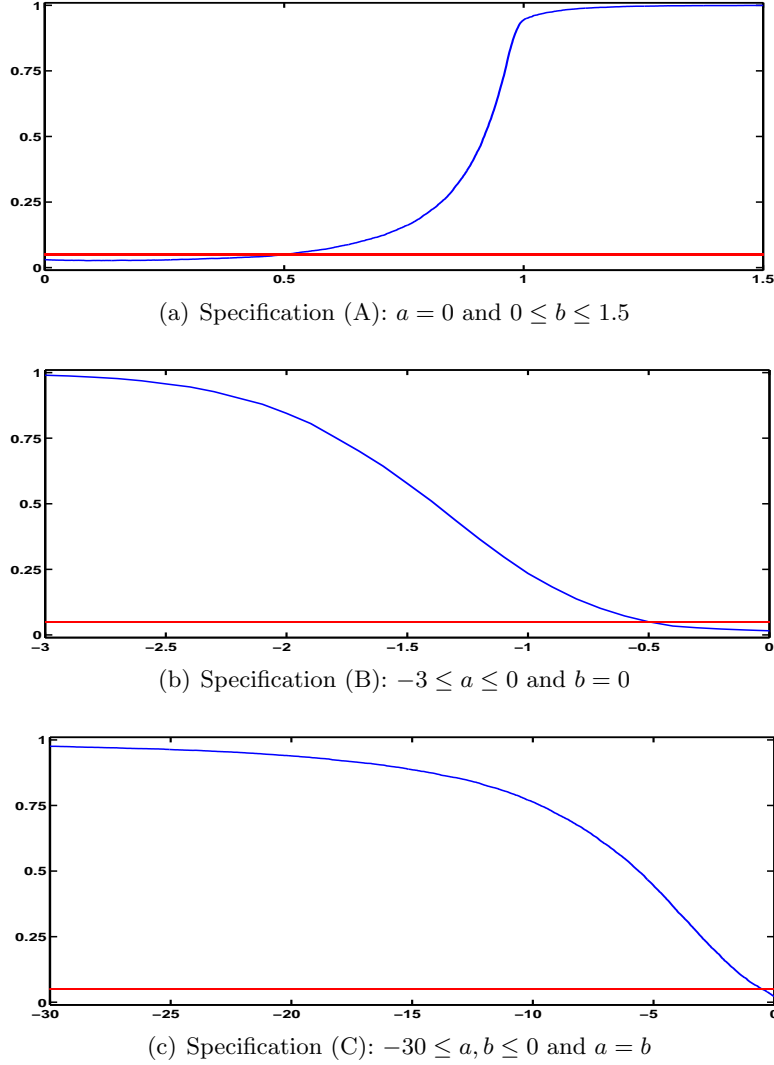 1
0.75
0.5
0.25
0
0 0.5 1 1.5
(a) Specification (A): a = 0 and 0 ≤ b ≤ 1.5
1
0.75
0.5
0.25
0
−3 −2.5 −2 −1.5 −1 −0.5 0
(b) Specification (B): −3 ≤ a ≤ 0 and b = 0
1
0.75
0.5
0.25
0
−30 −25 −20 −15 −10 −5 0
(c) Specification (C): −30 ≤ a, b ≤ 0 and a = b